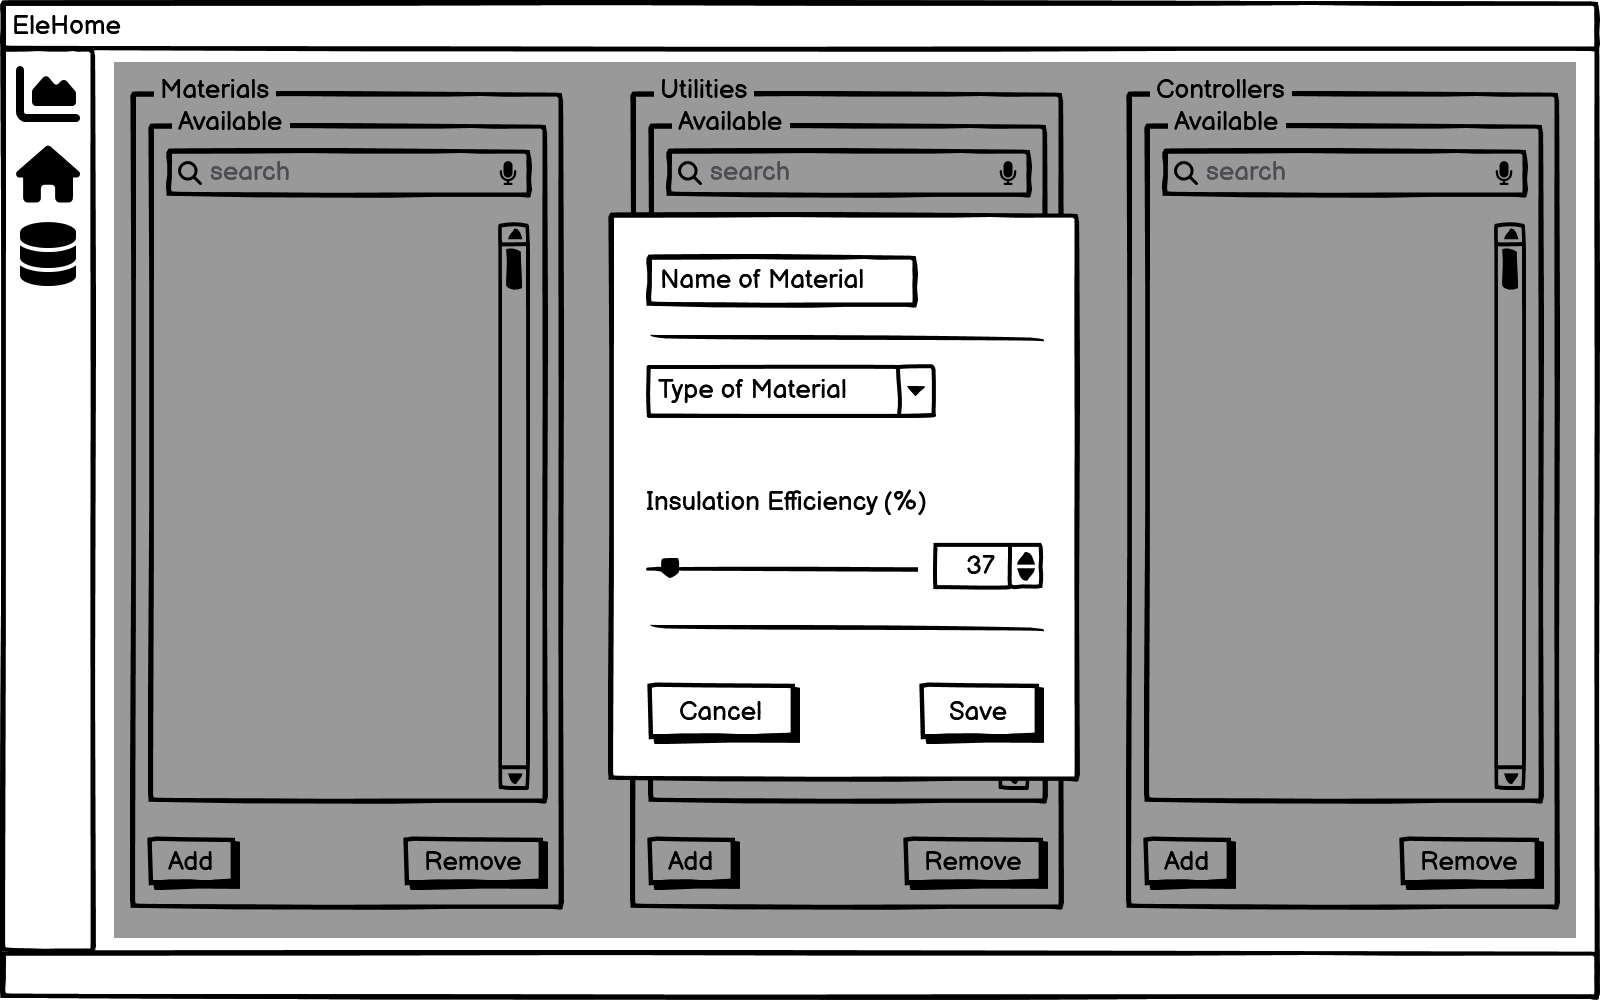 EleHome
Materials
Available
search
Utilities
Available
search
Controllers
Available
search
Name of Material
Type of Material
Insulation Efficiency (%)
37
Cancel
Save
Add
Remove
Add
Remove
Add
Remove